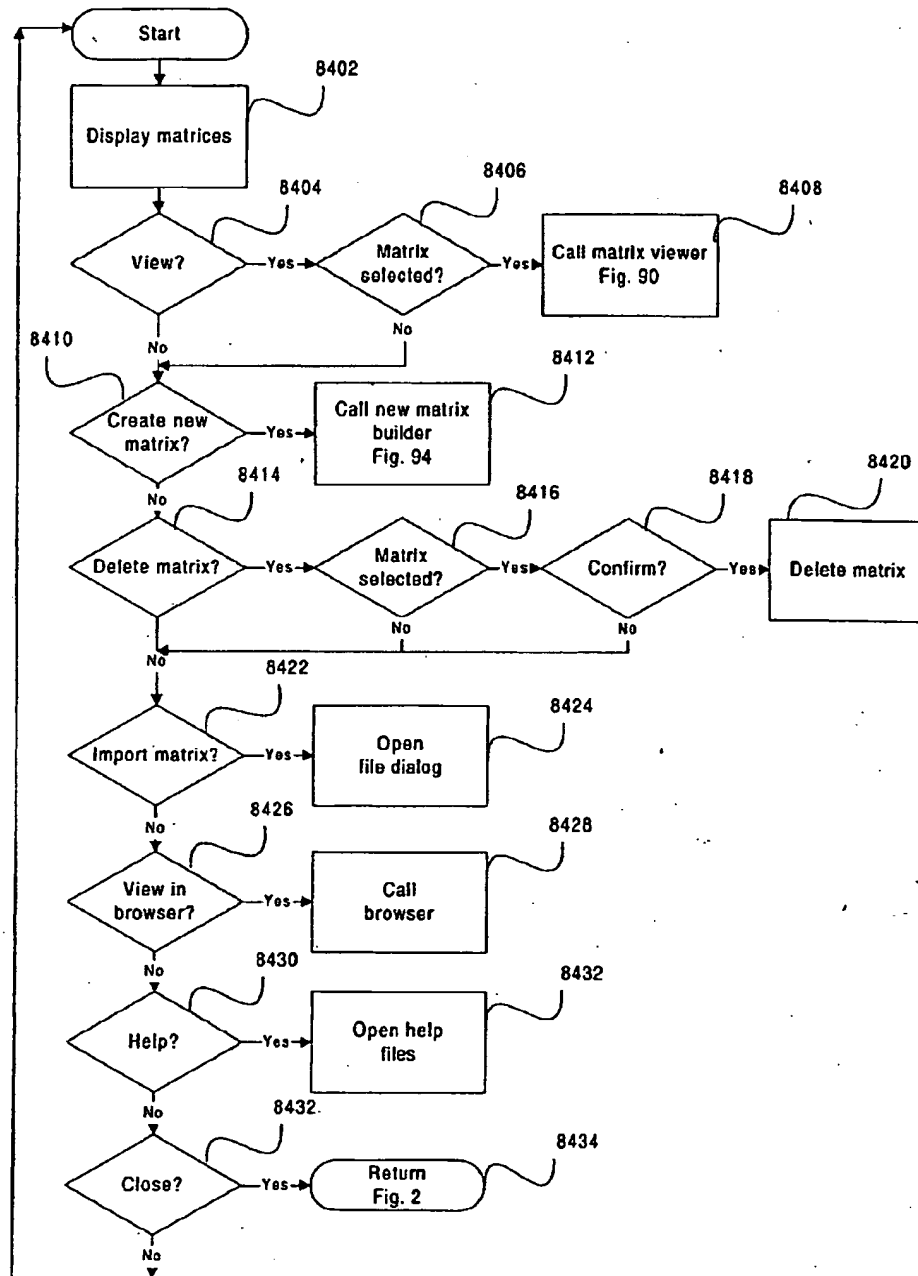 Start
8402
Display matrices
8404
8406
8408
View?
Yes
Matrix
selected?
Yes
Call matrix viewer
Fig. 90
No
No
8410
8412
Create new
matrix?
Yes
Call new matrix
builder
Fig. 94
No
8414
8416
8418
8420
Delete matrix?
Yes
Matrix
selected?
Yes
Confirm?
Yes
Delete matrix
No
No
No
8422
8424
Import matrix?
Yes
Open
file dialog
No
8426
8428
View in
browser?
Yes
Call
browser
No
8430
8432
Help?
Yes
Open help
files
No
8432
8434
Close?
Yes
Return
Fig. 2
No